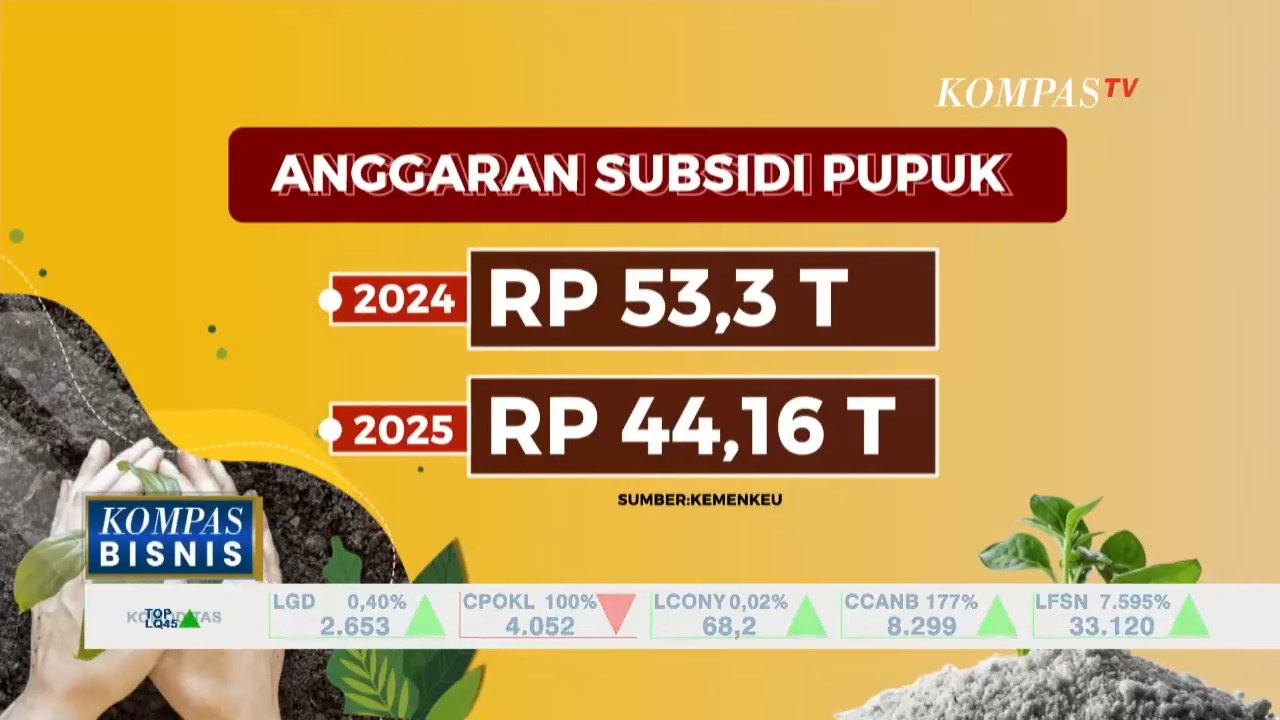 KOMPAS TV
ANGGARAN SUBSIDI PUPUK
2024 RP 53,3 T
2025 RP 44,16 T
SUMBER:KEMENKEU
KOMPAS
BISNIS
TOP
LQ45
LGD 0,40%
2.653
CPOKL 100%
4.052
LCONY 0,02%
68,2
CCANB 177%
8.299
LFSN 7.595%
33.120